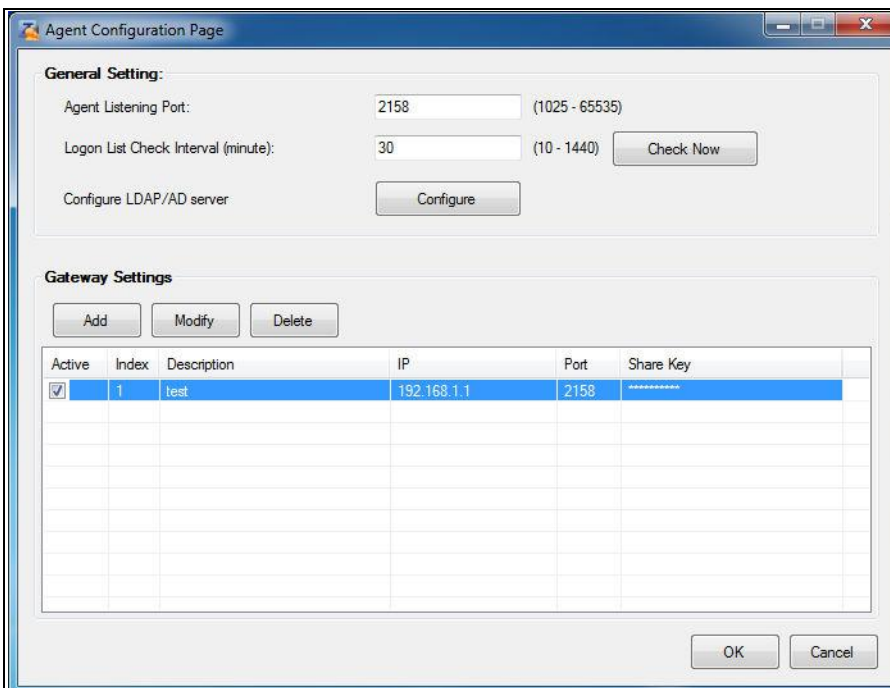 Agent Configuration Page
General Setting:
Agent Listening Port: 2158 (1025 - 65535)
Logon List Check Interval (minute): 30 (10 - 1440) Check Now
Configure LDAP/AD server Configure
Gateway Settings
Add Modify Delete
Active Index Description IP Port Share Key
1 test 192.168.1.1 2158 **********
OK Cancel